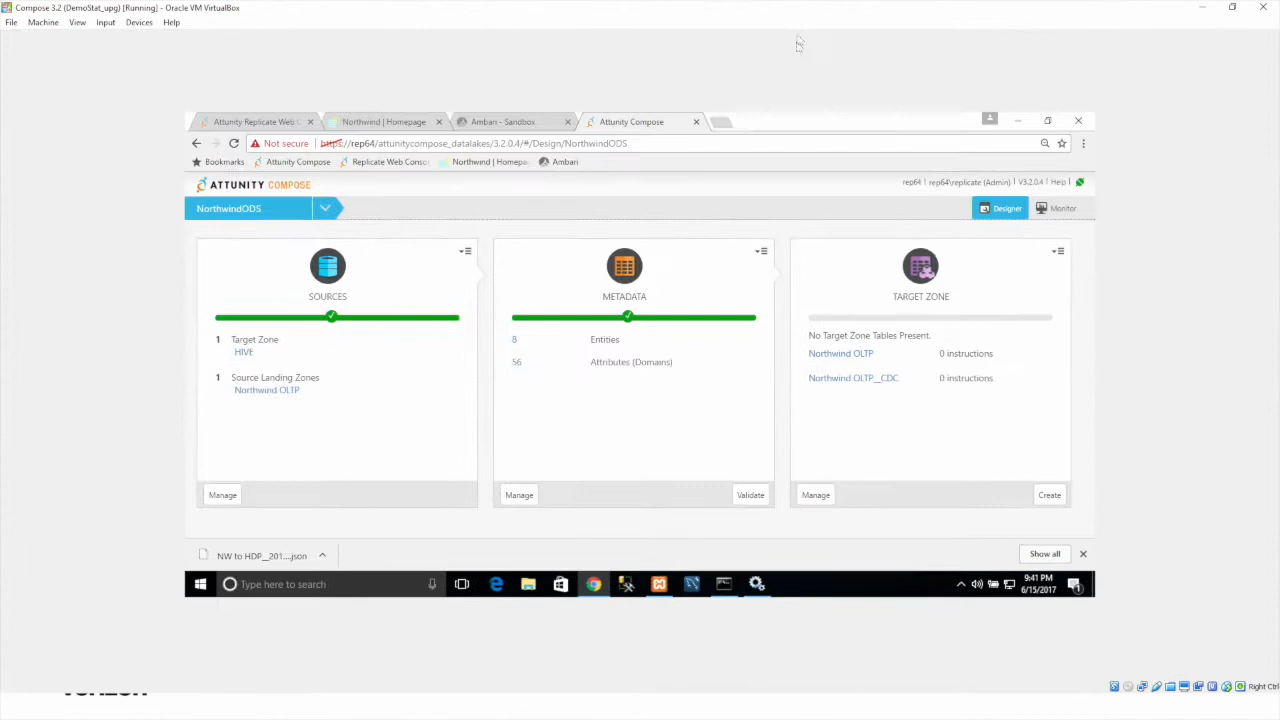 Compose 3.2 (DemoStat_upg) [Running] - Oracle VM VirtualBox
File Machine View Input Devices Help
Attunity Replicate Web C
Northwind | Homepage
Ambari - Sandbox
Attunity Compose
Not secure https://rep64/attunitycompose_datalakes/3.2.0.4/#/Design/NorthwindODS
Bookmarks Attunity Compose Replicate Web Conso Northwind | Homepa Ambari
ATTUNITY COMPOSE
rep64 | rep64\replicate (Admin) | V3.2.0.4 | Help |
NorthwindODS
Designer
Monitor
SOURCES
1 Target Zone
HIVE
1 Source Landing Zones
Northwind OLTP
Manage
METADATA
8 Entities
56 Attributes (Domains)
Manage
Validate
TARGET ZONE
No Target Zone Tables Present.
Northwind OLTP 0 instructions
Northwind OLTP__CDC 0 instructions
Manage
Create
NW to HDP__201....json
Show all
Type here to search
9:41 PM
6/15/2017
1
Right Ctrl